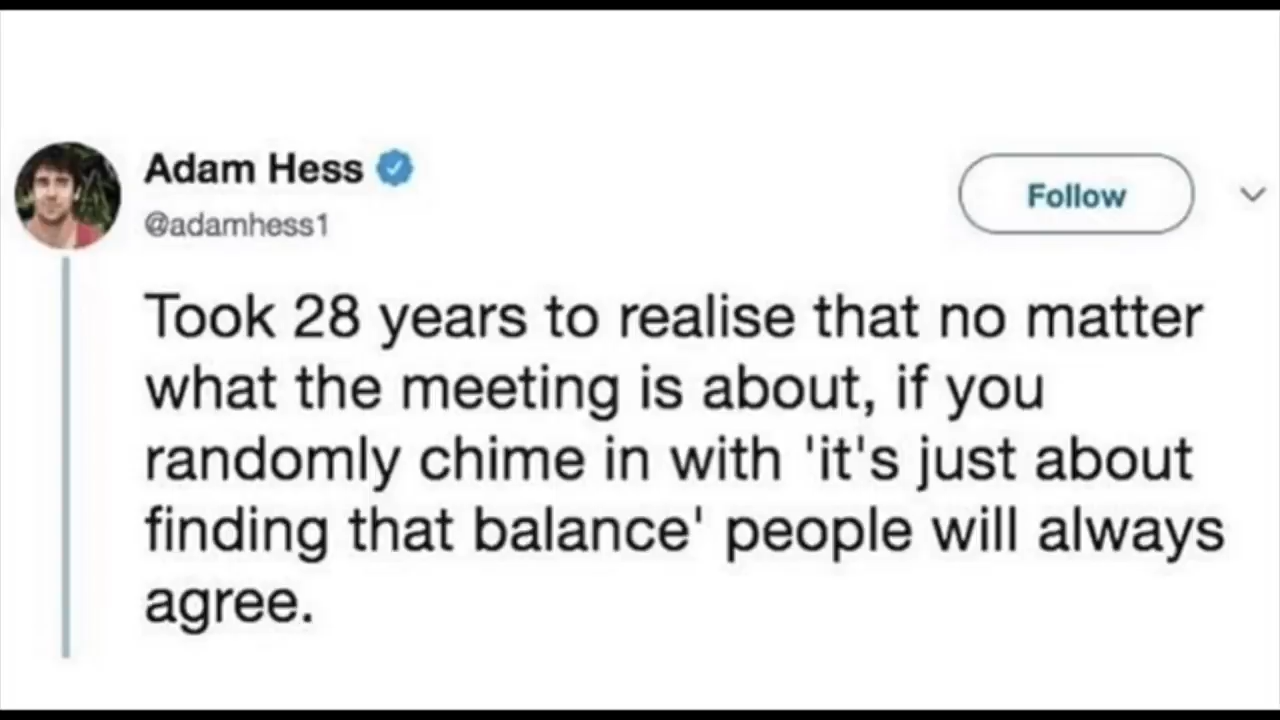 Adam Hess
@adamhess1
Follow
Took 28 years to realise that no matter
what the meeting is about, if you
randomly chime in with 'it's just about
finding that balance' people will always
agree.